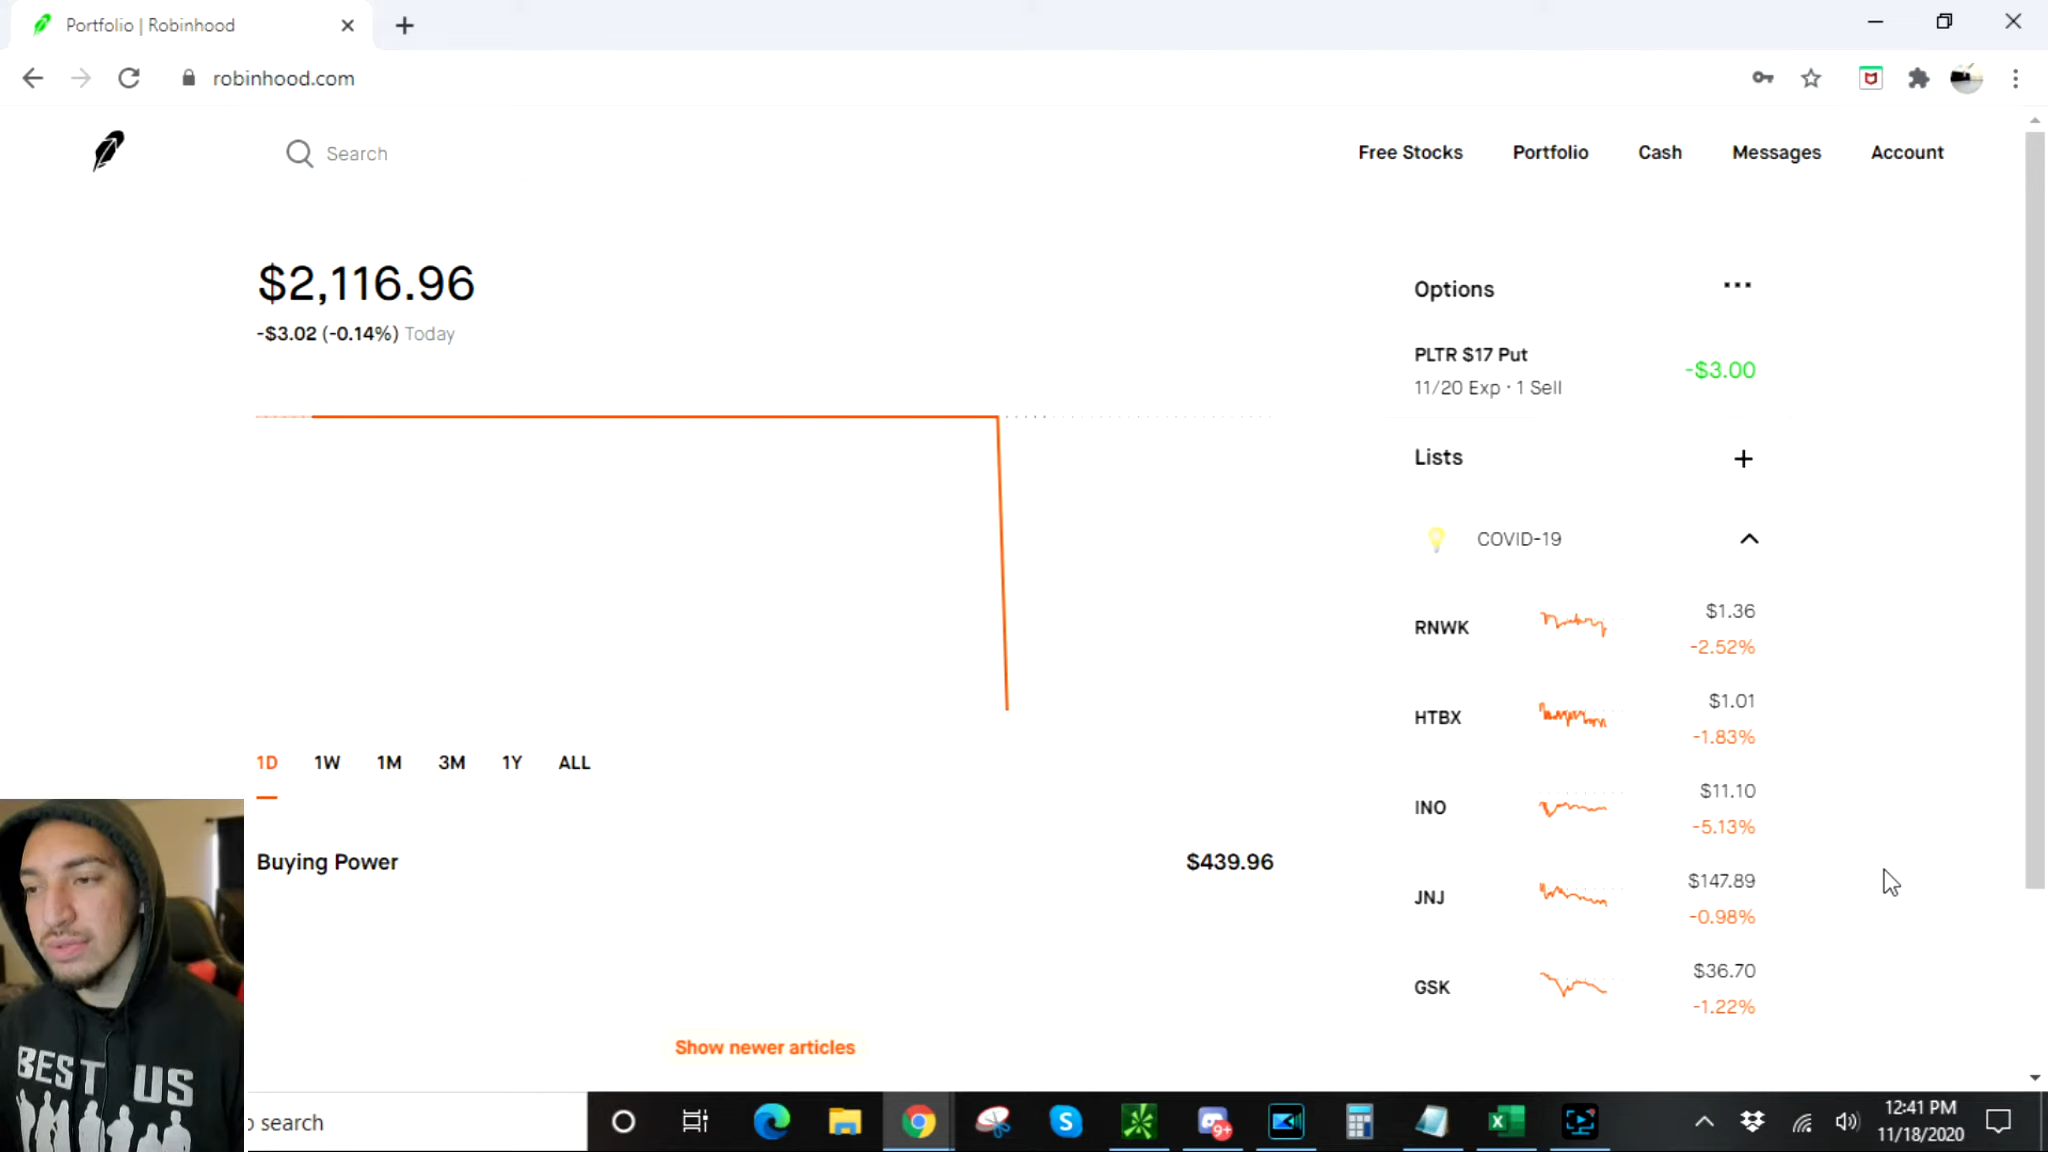 Portfolio | Robinhood
robinhood.com
Search
Free Stocks
Portfolio
Cash
Messages
Account
$2,116.96
-$3.02 (-0.14%) Today
1D
1W
1M
3M
1Y
ALL
Buying Power
$439.96
Show newer articles
Options
PLTR $17 Put
-$3.00
11/20 Exp · 1 Sell
Lists
COVID-19
RNWK
$1.36
-2.52%
HTBX
$1.01
-1.83%
INO
$11.10
-5.13%
JNJ
$147.89
-0.98%
GSK
$36.70
-1.22%
BEST US
search
9+
12:41 PM
11/18/2020